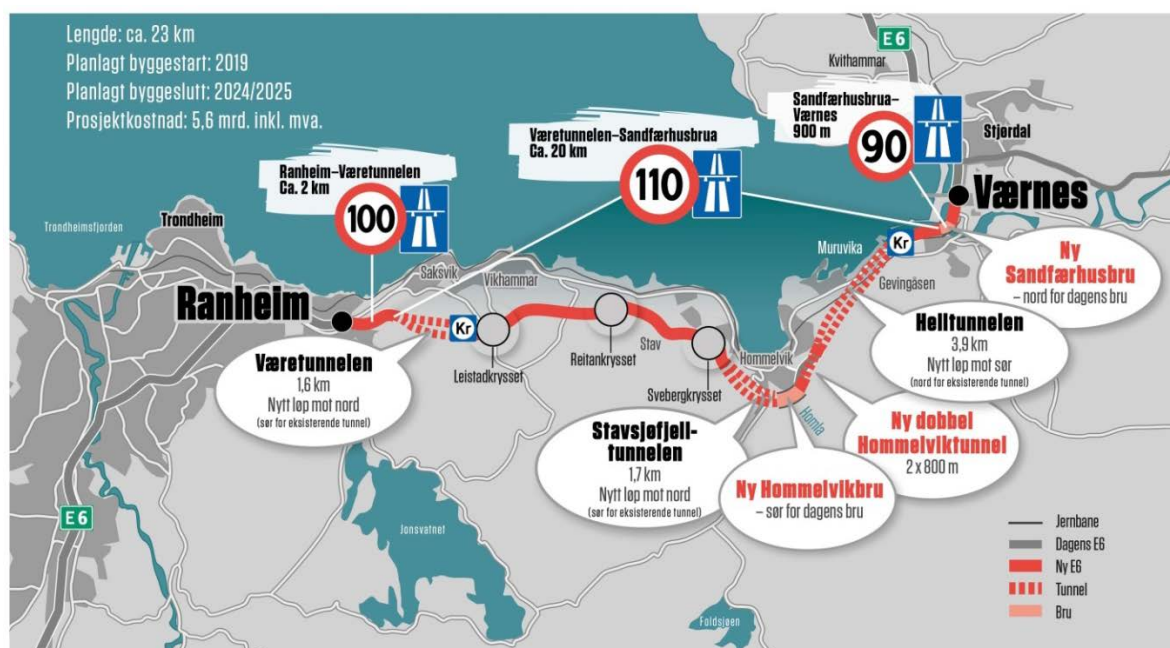 Lengde: ca. 23 km
Planlagt byggestart: 2019
Planlagt byggeslutt: 2024/2025
Prosjektkostnad: 5,6 mrd. inkl. mva.
E6
Kvithammar
Sandfærhusbrua–
Værnes
900 m
90
Stjørdal
Værnes
Væretunnelen–Sandfærhusbrua
Ca. 20 km
110
Ranheim–Væretunnelen
Ca. 2 km
100
Trondheim
Trondheimsfjorden
Ranheim
Saksvik
Vikhammar
Muruvika
Kr
Gevingåsen
Ny
Sandfærhusbru
– nord for dagens bru
Kr
Leistadkrysset
Reitankrysset
Stav
Svebergkrysset
Hommelvik
Homla
Væretunnelen
1,6 km
Nytt løp mot nord
(sør for eksisterende tunnel)
Helltunnelen
3,9 km
Nytt løp mot sør
(nord for eksisterende tunnel)
Stavsjøfjell-
tunnelen
1,7 km
Nytt løp mot nord
(sør for eksisterende tunnel)
Ny Hommelvikbru
– sør for dagens bru
Ny dobbel
Hommelviktunnel
2 x 800 m
E6
Jonsvatnet
Foldsjøen
Jernbane
Dagens E6
Ny E6
Tunnel
Bru